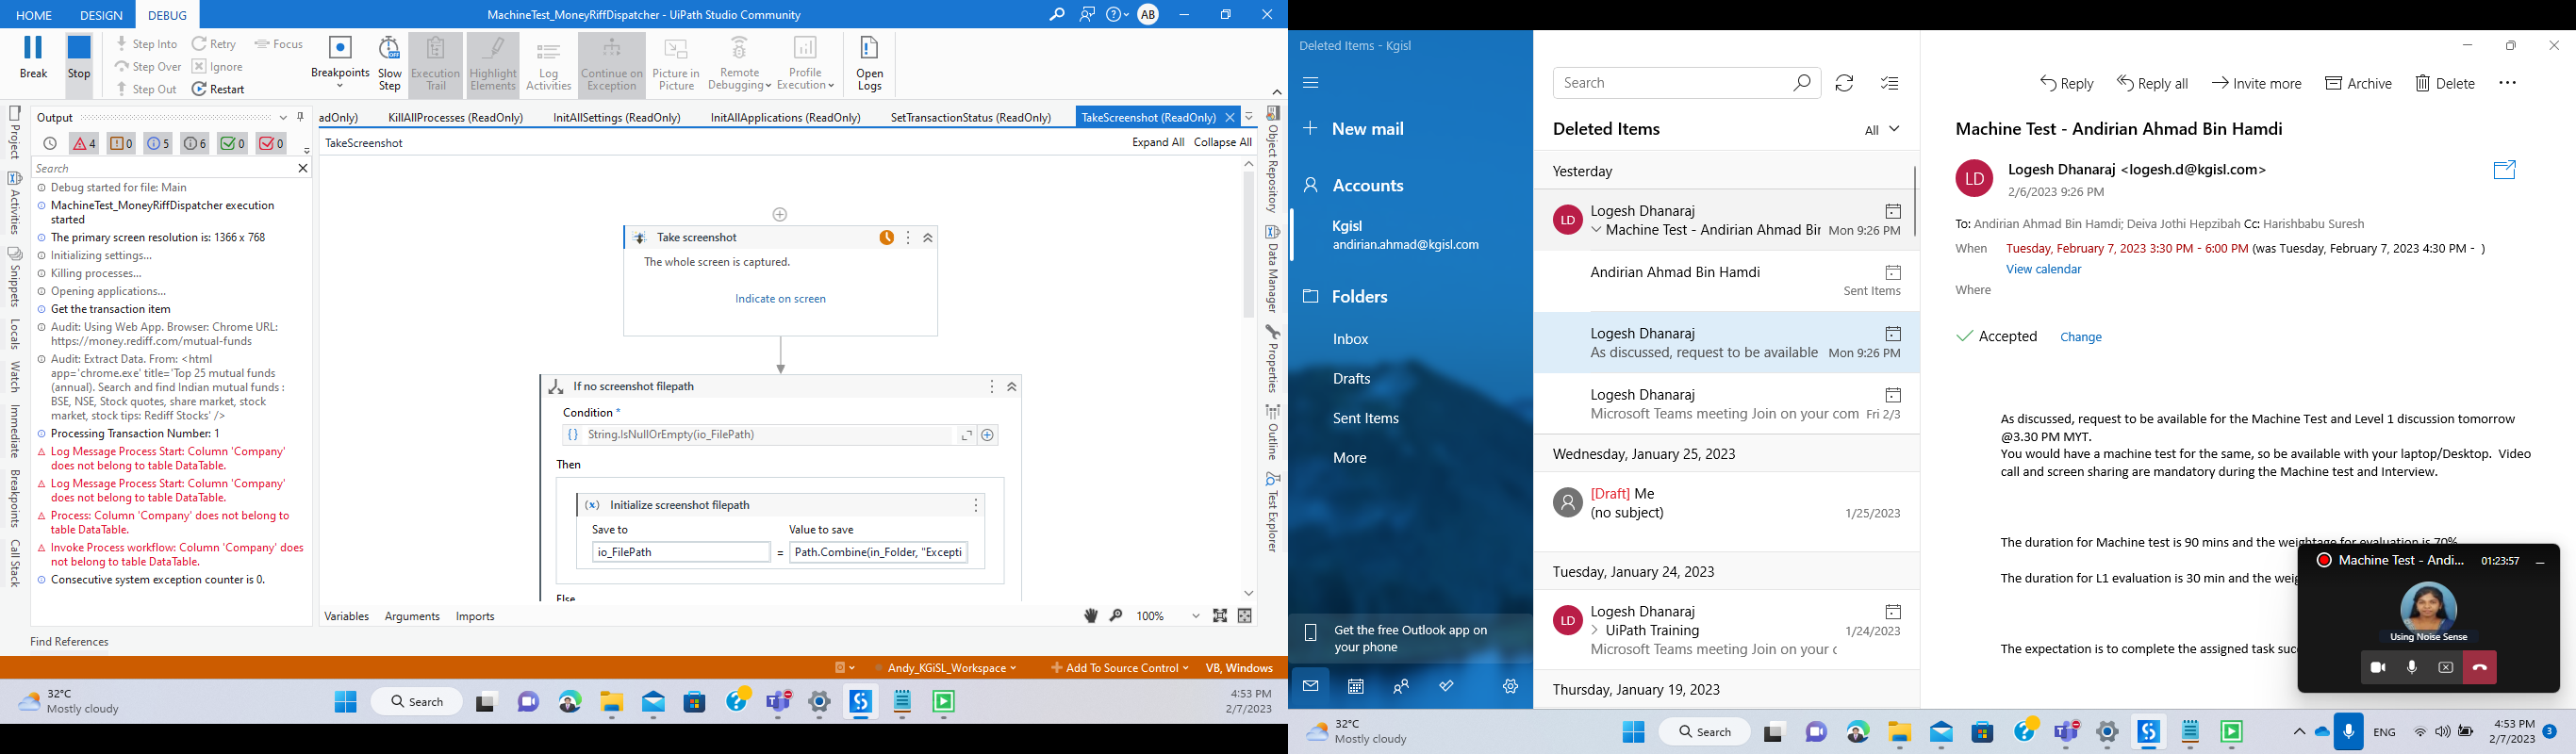 HOME DESIGN DEBUG
MachineTest_MoneyRiffDispatcher - UiPath Studio Community
AB
Break
Stop
Step Into
Step Over
Step Out
Retry
Ignore
Restart
Focus
Breakpoints
Slow Step
Execution Trail
Highlight Elements
Log Activities
Continue on Exception
Picture in Picture
Remote Debugging
Profile Execution
Open Logs
Project
Activities
Snippets
Locals
Watch
Immediate
Breakpoints
Call Stack
Output
4 0 5 6 0 0
Search
Debug started for file: Main
MachineTest_MoneyRiffDispatcher execution
started
The primary screen resolution is: 1366 x 768
Initializing settings...
Killing processes...
Opening applications...
Get the transaction item
Audit: Using Web App. Browser: Chrome URL:
https://money.rediff.com/mutual-funds
Audit: Extract Data. From: <html
app='chrome.exe' title='Top 25 mutual funds
(annual). Search and find Indian mutual funds :
BSE, NSE, Stock quotes, share market, stock
market, stock tips: Rediff Stocks' />
Processing Transaction Number: 1
Log Message Process Start: Column 'Company'
does not belong to table DataTable.
Log Message Process Start: Column 'Company'
does not belong to table DataTable.
Process: Column 'Company' does not belong to
table DataTable.
Invoke Process workflow: Column 'Company' does
not belong to table DataTable.
Consecutive system exception counter is 0.
Find References
adOnly) KillAllProcesses (ReadOnly) InitAllSettings (ReadOnly) InitAllApplications (ReadOnly) SetTransactionStatus (ReadOnly) TakeScreenshot (ReadOnly)
TakeScreenshot
Expand All Collapse All
Take screenshot
The whole screen is captured.
Indicate on screen
If no screenshot filepath
Condition *
String.IsNullOrEmpty(io_FilePath)
Then
Initialize screenshot filepath
Save to Value to save
io_FilePath = Path.Combine(in_Folder, "Excepti
Else
Variables Arguments Imports
100%
Object Repository
Data Manager
Properties
Outline
Test Explorer
Andy_KGiSL_Workspace
Add To Source Control
VB, Windows
32°C
Mostly cloudy
Search
4:53 PM
2/7/2023
Deleted Items - Kgisl
New mail
Accounts
Kgisl
andirian.ahmad@kgisl.com
Folders
Inbox
Drafts
Sent Items
More
Get the free Outlook app on
your phone
Search
Deleted Items
All
Yesterday
LD
Logesh Dhanaraj
Machine Test - Andirian Ahmad Bir Mon 9:26 PM
Andirian Ahmad Bin Hamdi
Sent Items
Logesh Dhanaraj
As discussed, request to be available Mon 9:26 PM
Logesh Dhanaraj
Microsoft Teams meeting Join on your com Fri 2/3
Wednesday, January 25, 2023
[Draft] Me
(no subject) 1/25/2023
Tuesday, January 24, 2023
LD
Logesh Dhanaraj
UiPath Training 1/24/2023
Microsoft Teams meeting Join on your c
Thursday, January 19, 2023
Reply Reply all Invite more Archive Delete
Machine Test - Andirian Ahmad Bin Hamdi
LD
Logesh Dhanaraj <logesh.d@kgisl.com>
2/6/2023 9:26 PM
To: Andirian Ahmad Bin Hamdi; Deiva Jothi Hepzibah Cc: Harishbabu Suresh
When Tuesday, February 7, 2023 3:30 PM - 6:00 PM (was Tuesday, February 7, 2023 4:30 PM - )
View calendar
Where
Accepted Change
As discussed, request to be available for the Machine Test and Level 1 discussion tomorrow
@3.30 PM MYT.
You would have a machine test for the same, so be available with your laptop/Desktop. Video
call and screen sharing are mandatory during the Machine test and Interview.
The duration for Machine test is 90 mins and the weightage for evaluation is 70%
The duration for L1 evaluation is 30 min and the weig
The expectation is to complete the assigned task suc
Machine Test - Andi... 01:23:57
Using Noise Sense
32°C
Mostly cloudy
Search
ENG
4:53 PM
2/7/2023
3